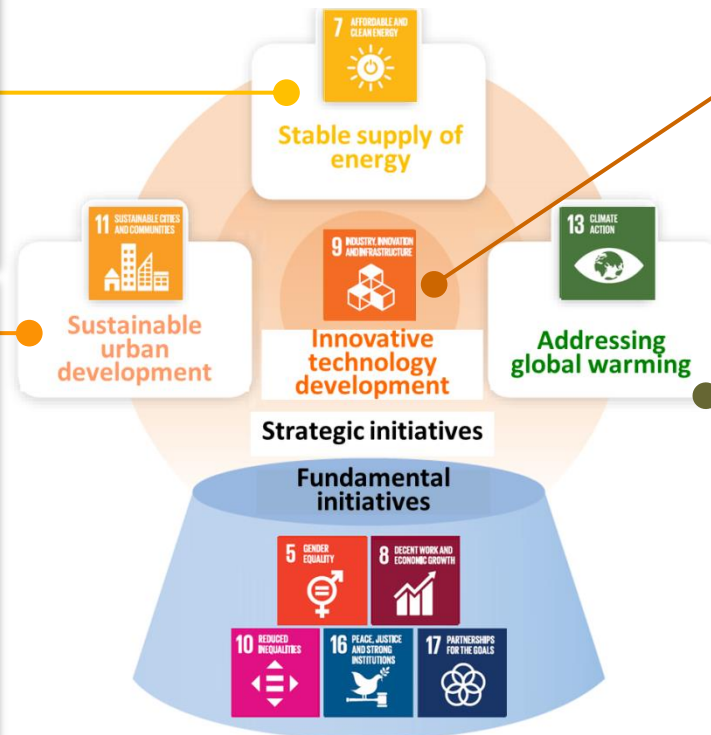 7 AFFORDABLE AND
CLEAN ENERGY
Stable supply of
energy
11 SUSTAINABLE CITIES
AND COMMUNITIES
Sustainable
urban
development
9 INDUSTRY, INNOVATION
AND INFRASTRUCTURE
Innovative
technology
development
13 CLIMATE
ACTION
Addressing
global warming
Strategic initiatives
Fundamental
initiatives
5 GENDER
EQUALITY
8 DECENT WORK AND
ECONOMIC GROWTH
10 REDUCED
INEQUALITIES
16 PEACE, JUSTICE
AND STRONG
INSTITUTIONS
17 PARTNERSHIPS
FOR THE GOALS